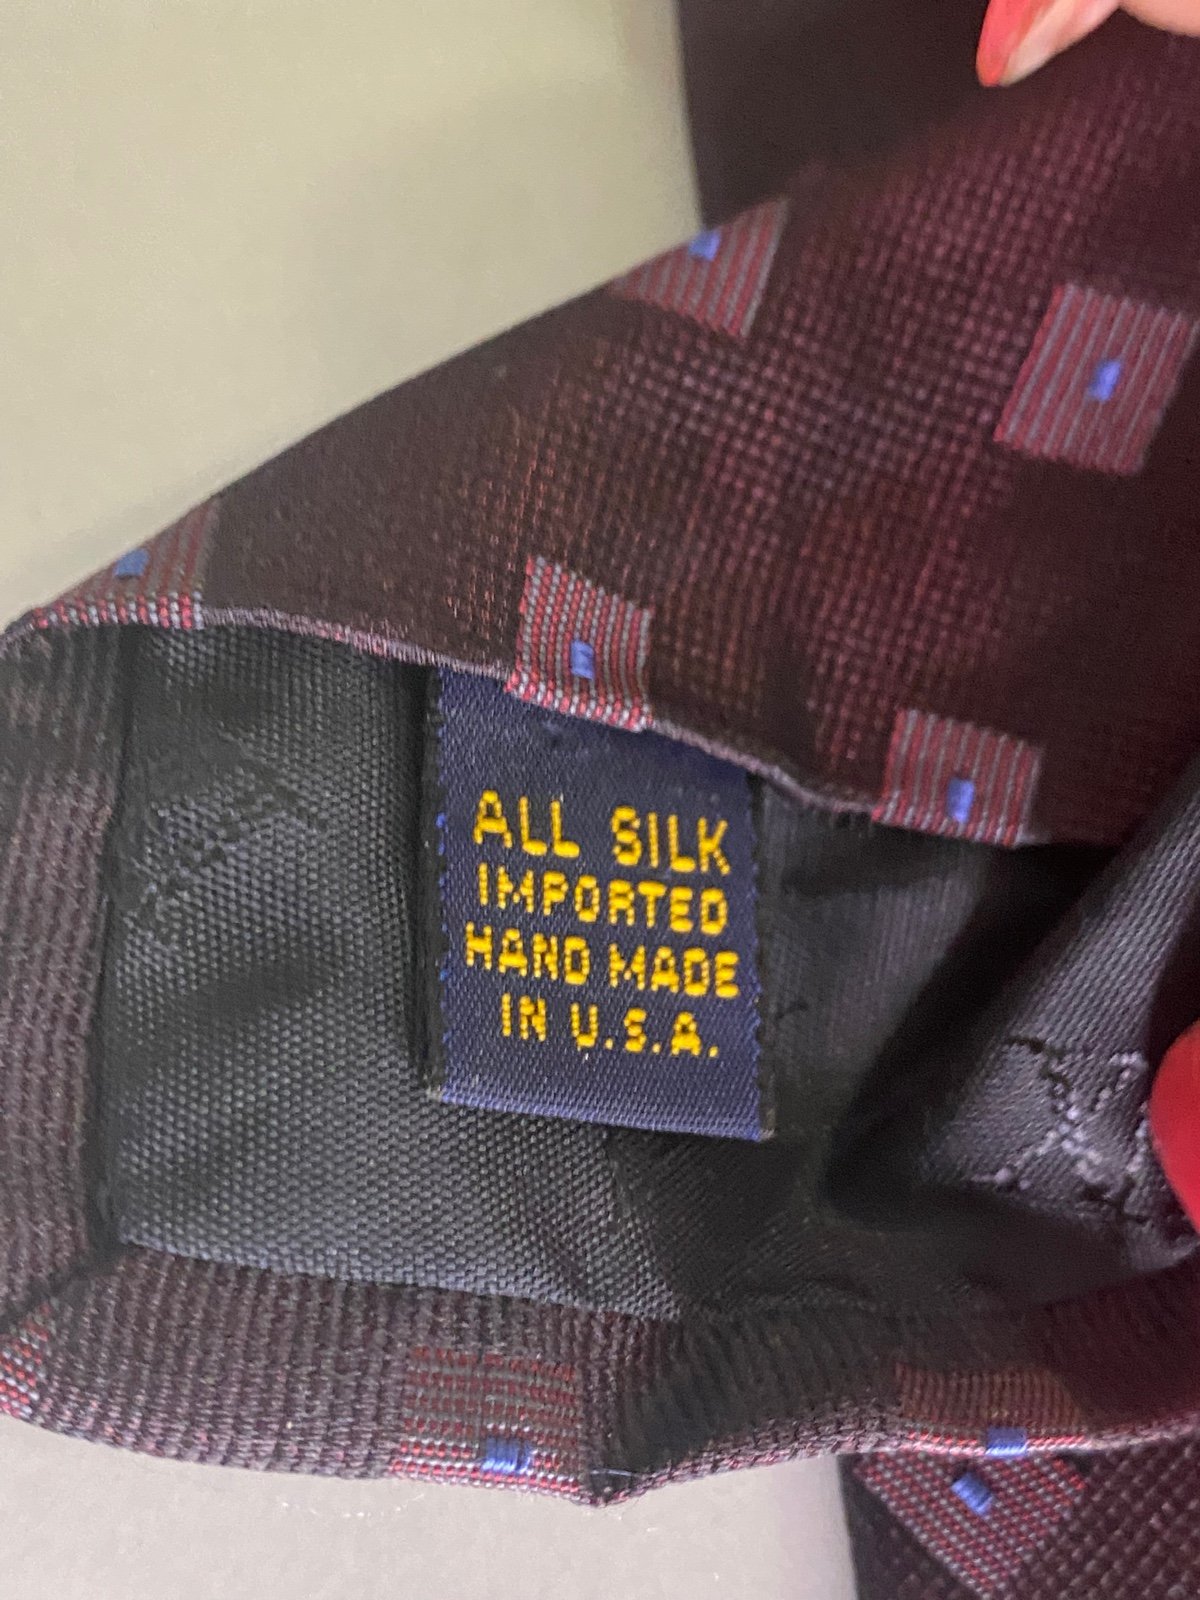 ALL SILK
IMPORTED
HAND MADE
IN U.S.A.